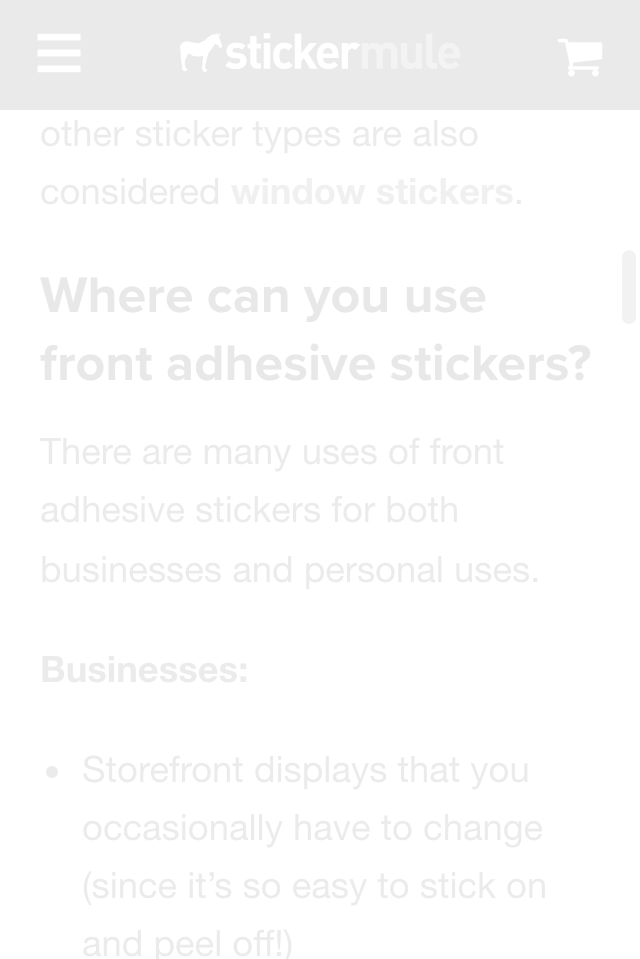 stickermule
other sticker types are also
considered window stickers.
Where can you use
front adhesive stickers?
There are many uses of front
adhesive stickers for both
businesses and personal uses.
Businesses:
• Storefront displays that you
occasionally have to change
(since it’s so easy to stick on
and peel off!)